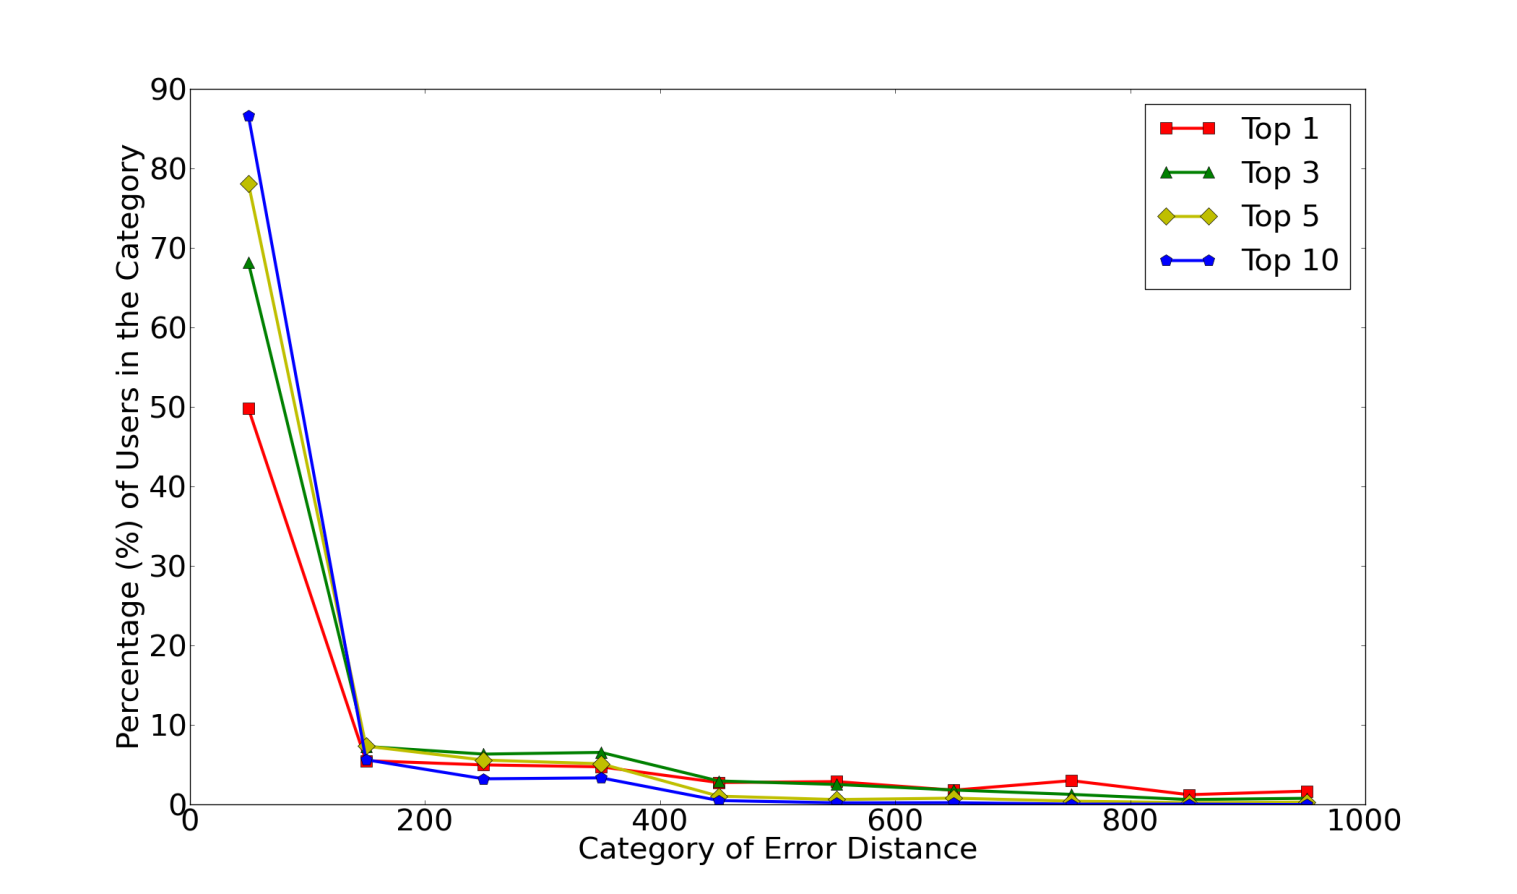 90
80
70
60
50
40
30
20
10
0
Percentage (%) of Users in the Category
0 200 400 600 800 1000
Category of Error Distance
Top 1
Top 3
Top 5
Top 10